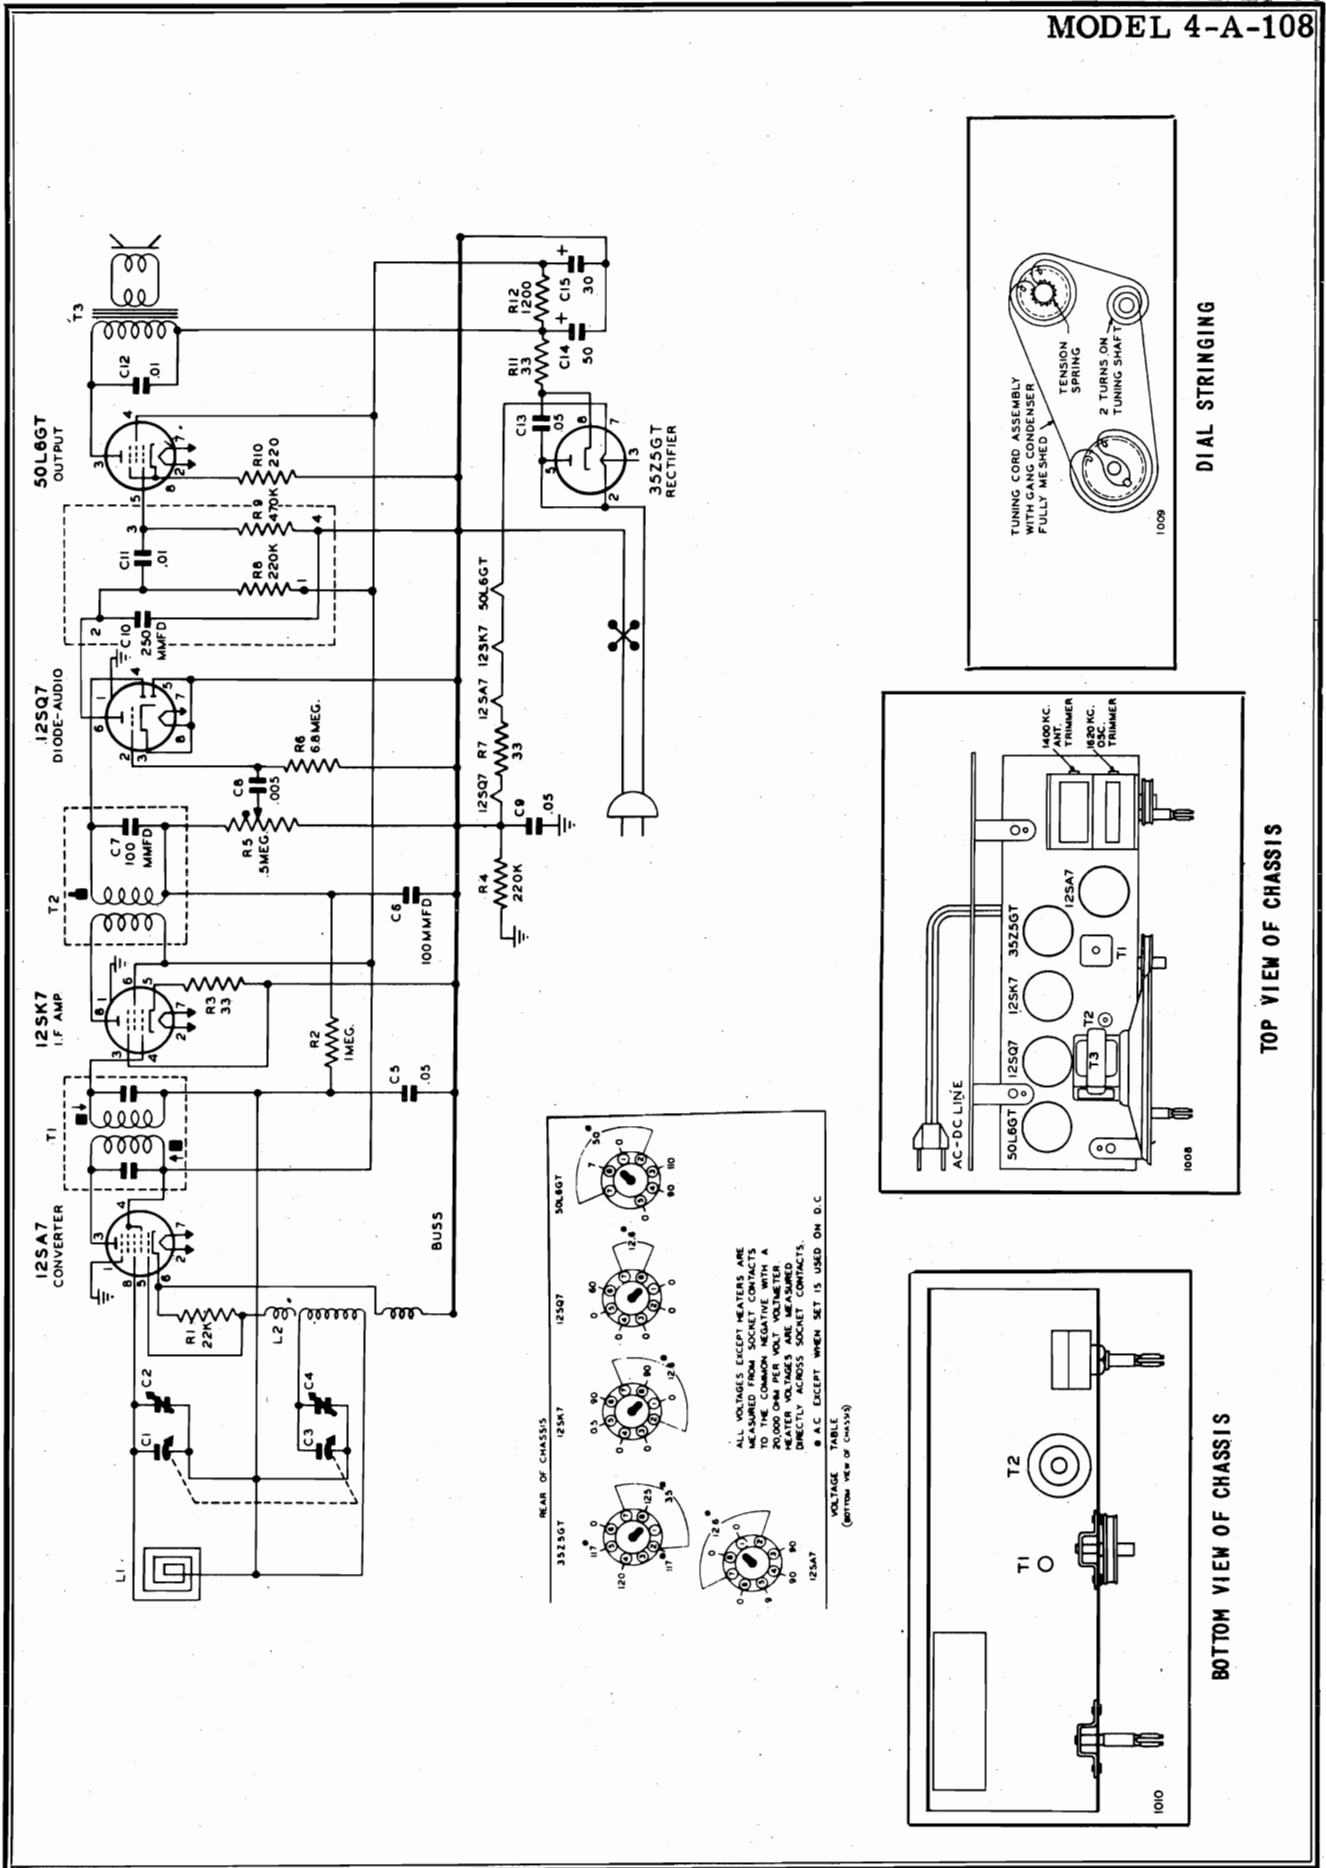 MODEL 4-A-108
12SA7
CONVERTER
T1
12SK7
I.F. AMP.
T2
12SQ7
DIODE-AUDIO
50L6GT
OUTPUT
T3
L1
C1
C2
C3
C4
R1
22K
L2
BUSS
C5
.05
R2
1MEG.
R3
33
C6
100MMFD
C7
100
MMFD
R5
.5MEG.
C8
.005
R6
6.8MEG.
C10
250
MMFD
C11
.01
R8
220K
R9
470K
R10
220
C12
.01
R4
220K
C9
.05
12SQ7
R7
33
12SA7
12SK7
50L6GT
C13
.05
35Z5GT
RECTIFIER
R11
33
R12
1200
C14
50
C15
30
REAR OF CHASSIS
35Z5GT
12SK7
12SQ7
50L6GT
12SA7
ALL VOLTAGES EXCEPT HEATERS ARE
MEASURED FROM SOCKET CONTACTS
TO THE COMMON NEGATIVE WITH A
20,000 OHM PER VOLT VOLTMETER.
HEATER VOLTAGES ARE MEASURED
DIRECTLY ACROSS SOCKET CONTACTS.
● A.C EXCEPT WHEN SET IS USED ON D.C
VOLTAGE TABLE
(BOTTOM VIEW OF CHASSIS)
TUNING CORD ASSEMBLY
WITH GANG CONDENSER
FULLY MESHED
TENSION
SPRING
2 TURNS ON
TUNING SHAFT
1009
DIAL STRINGING
AC-DC LINE
50L6GT
12SQ7
12SK7
35Z5GT
12SA7
T3
T2
T1
1400KC.
ANT.
TRIMMER
1620KC.
OSC.
TRIMMER
1008
TOP VIEW OF CHASSIS
T1
T2
1010
BOTTOM VIEW OF CHASSIS